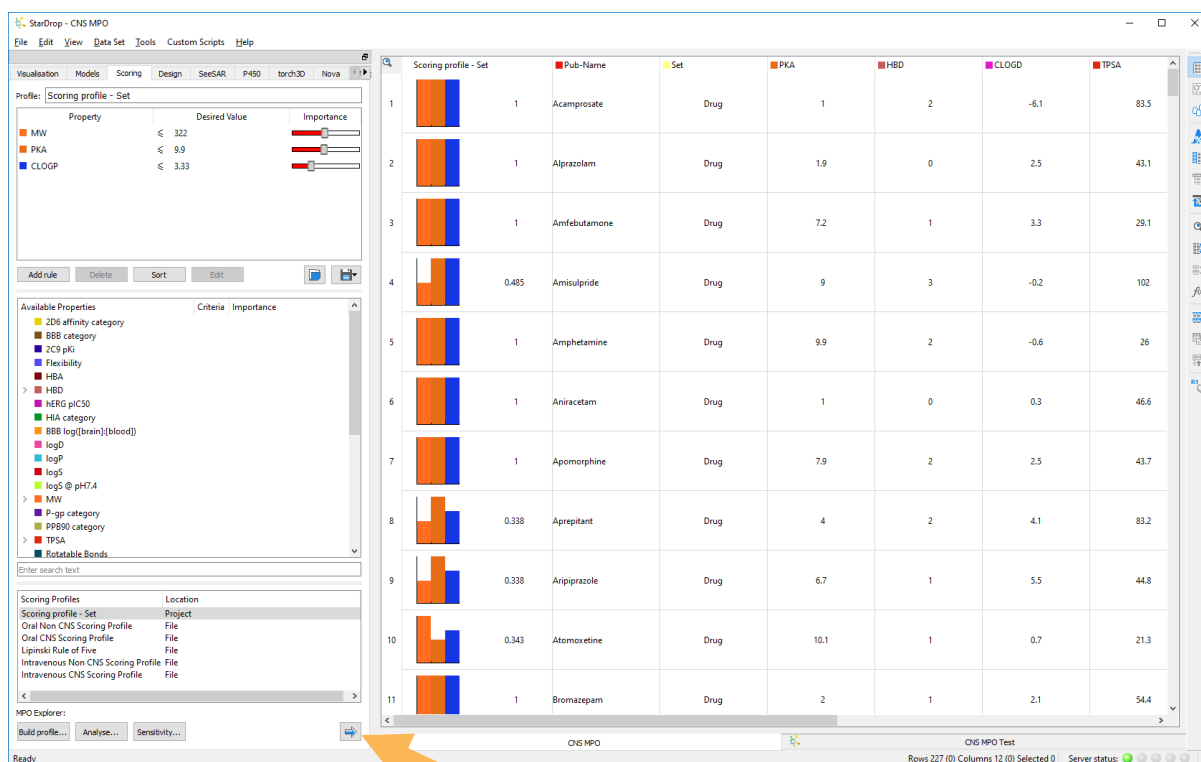 StarDrop - CNS MPO
File Edit View Data Set Tools Custom Scripts Help
Visualisation Models Scoring Design SeeSAR P450 torch3D Nova
Profile: Scoring profile - Set
Property Desired Value Importance
MW ≤ 322
PKA ≤ 9.9
CLOGP ≤ 3.33
Add rule Delete Sort Edit
Available Properties Criteria Importance
2D6 affinity category
BBB category
2C9 pKi
Flexibility
HBA
HBD
hERG pIC50
HIA category
BBB log([brain]:[blood])
logD
logP
logS
logS @ pH7.4
MW
P-gp category
PPB90 category
TPSA
Rotatable Bonds
Enter search text
Scoring Profiles Location
Scoring profile - Set Project
Oral Non CNS Scoring Profile File
Oral CNS Scoring Profile File
Lipinski Rule of Five File
Intravenous Non CNS Scoring Profile File
Intravenous CNS Scoring Profile File
MPO Explorer:
Build profile... Analyse... Sensitivity...
Ready
Scoring profile - Set Pub-Name Set PKA HBD CLOGD TPSA
1 1 Acamprosate Drug 1 2 -6.1 83.5
2 1 Alprazolam Drug 1.9 0 2.5 43.1
3 1 Amfebutamone Drug 7.2 1 3.3 29.1
4 0.485 Amisulpride Drug 9 3 -0.2 102
5 1 Amphetamine Drug 9.9 2 -0.6 26
6 1 Aniracetam Drug 1 0 0.3 46.6
7 1 Apomorphine Drug 7.9 2 2.5 43.7
8 0.338 Aprepitant Drug 4 2 4.1 83.2
9 0.338 Aripiprazole Drug 6.7 1 5.5 44.8
10 0.343 Atomoxetine Drug 10.1 1 0.7 21.3
11 1 Bromazepam Drug 2 1 2.1 54.4
CNS MPO CNS MPO Test
Rows 227 (0) Columns 12 (0) Selected 0 Server status: